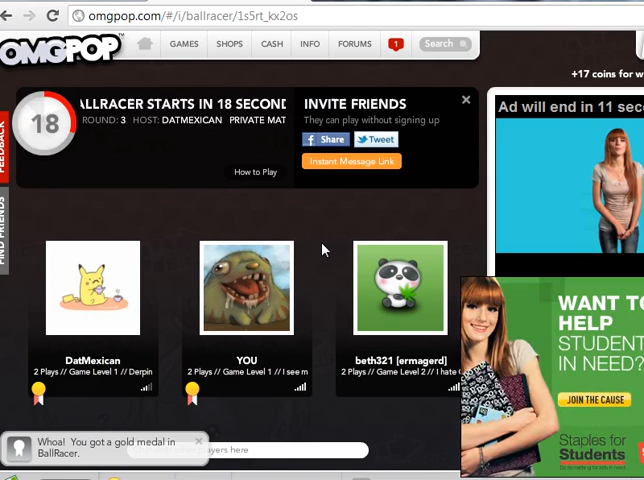 omgpop.com/#/i/ballracer/1s5rt_kx2os
OMGPOP
GAMES SHOPS CASH INFO FORUMS 1 Search
+17 coins for w
18
ALLRACER STARTS IN 18 SECOND
ROUND: 3 HOST: DATMEXICAN PRIVATE MAT
How to Play
INVITE FRIENDS
They can play without signing up
Share Tweet
Instant Message Link
FEEDBACK
FIND FRIENDS
Ad will end in 11 seco
DatMexican
2 Plays // Game Level 1 // Derpin
YOU
2 Plays // Game Level 1 // I see m
beth321 [ermagerd]
2 Plays // Game Level 2 // I hate
WANT TO
HELP
STUDENT
IN NEED?
JOIN THE CAUSE
Staples for
Students
Whoa! You got a gold medal in
BallRacer.
players here